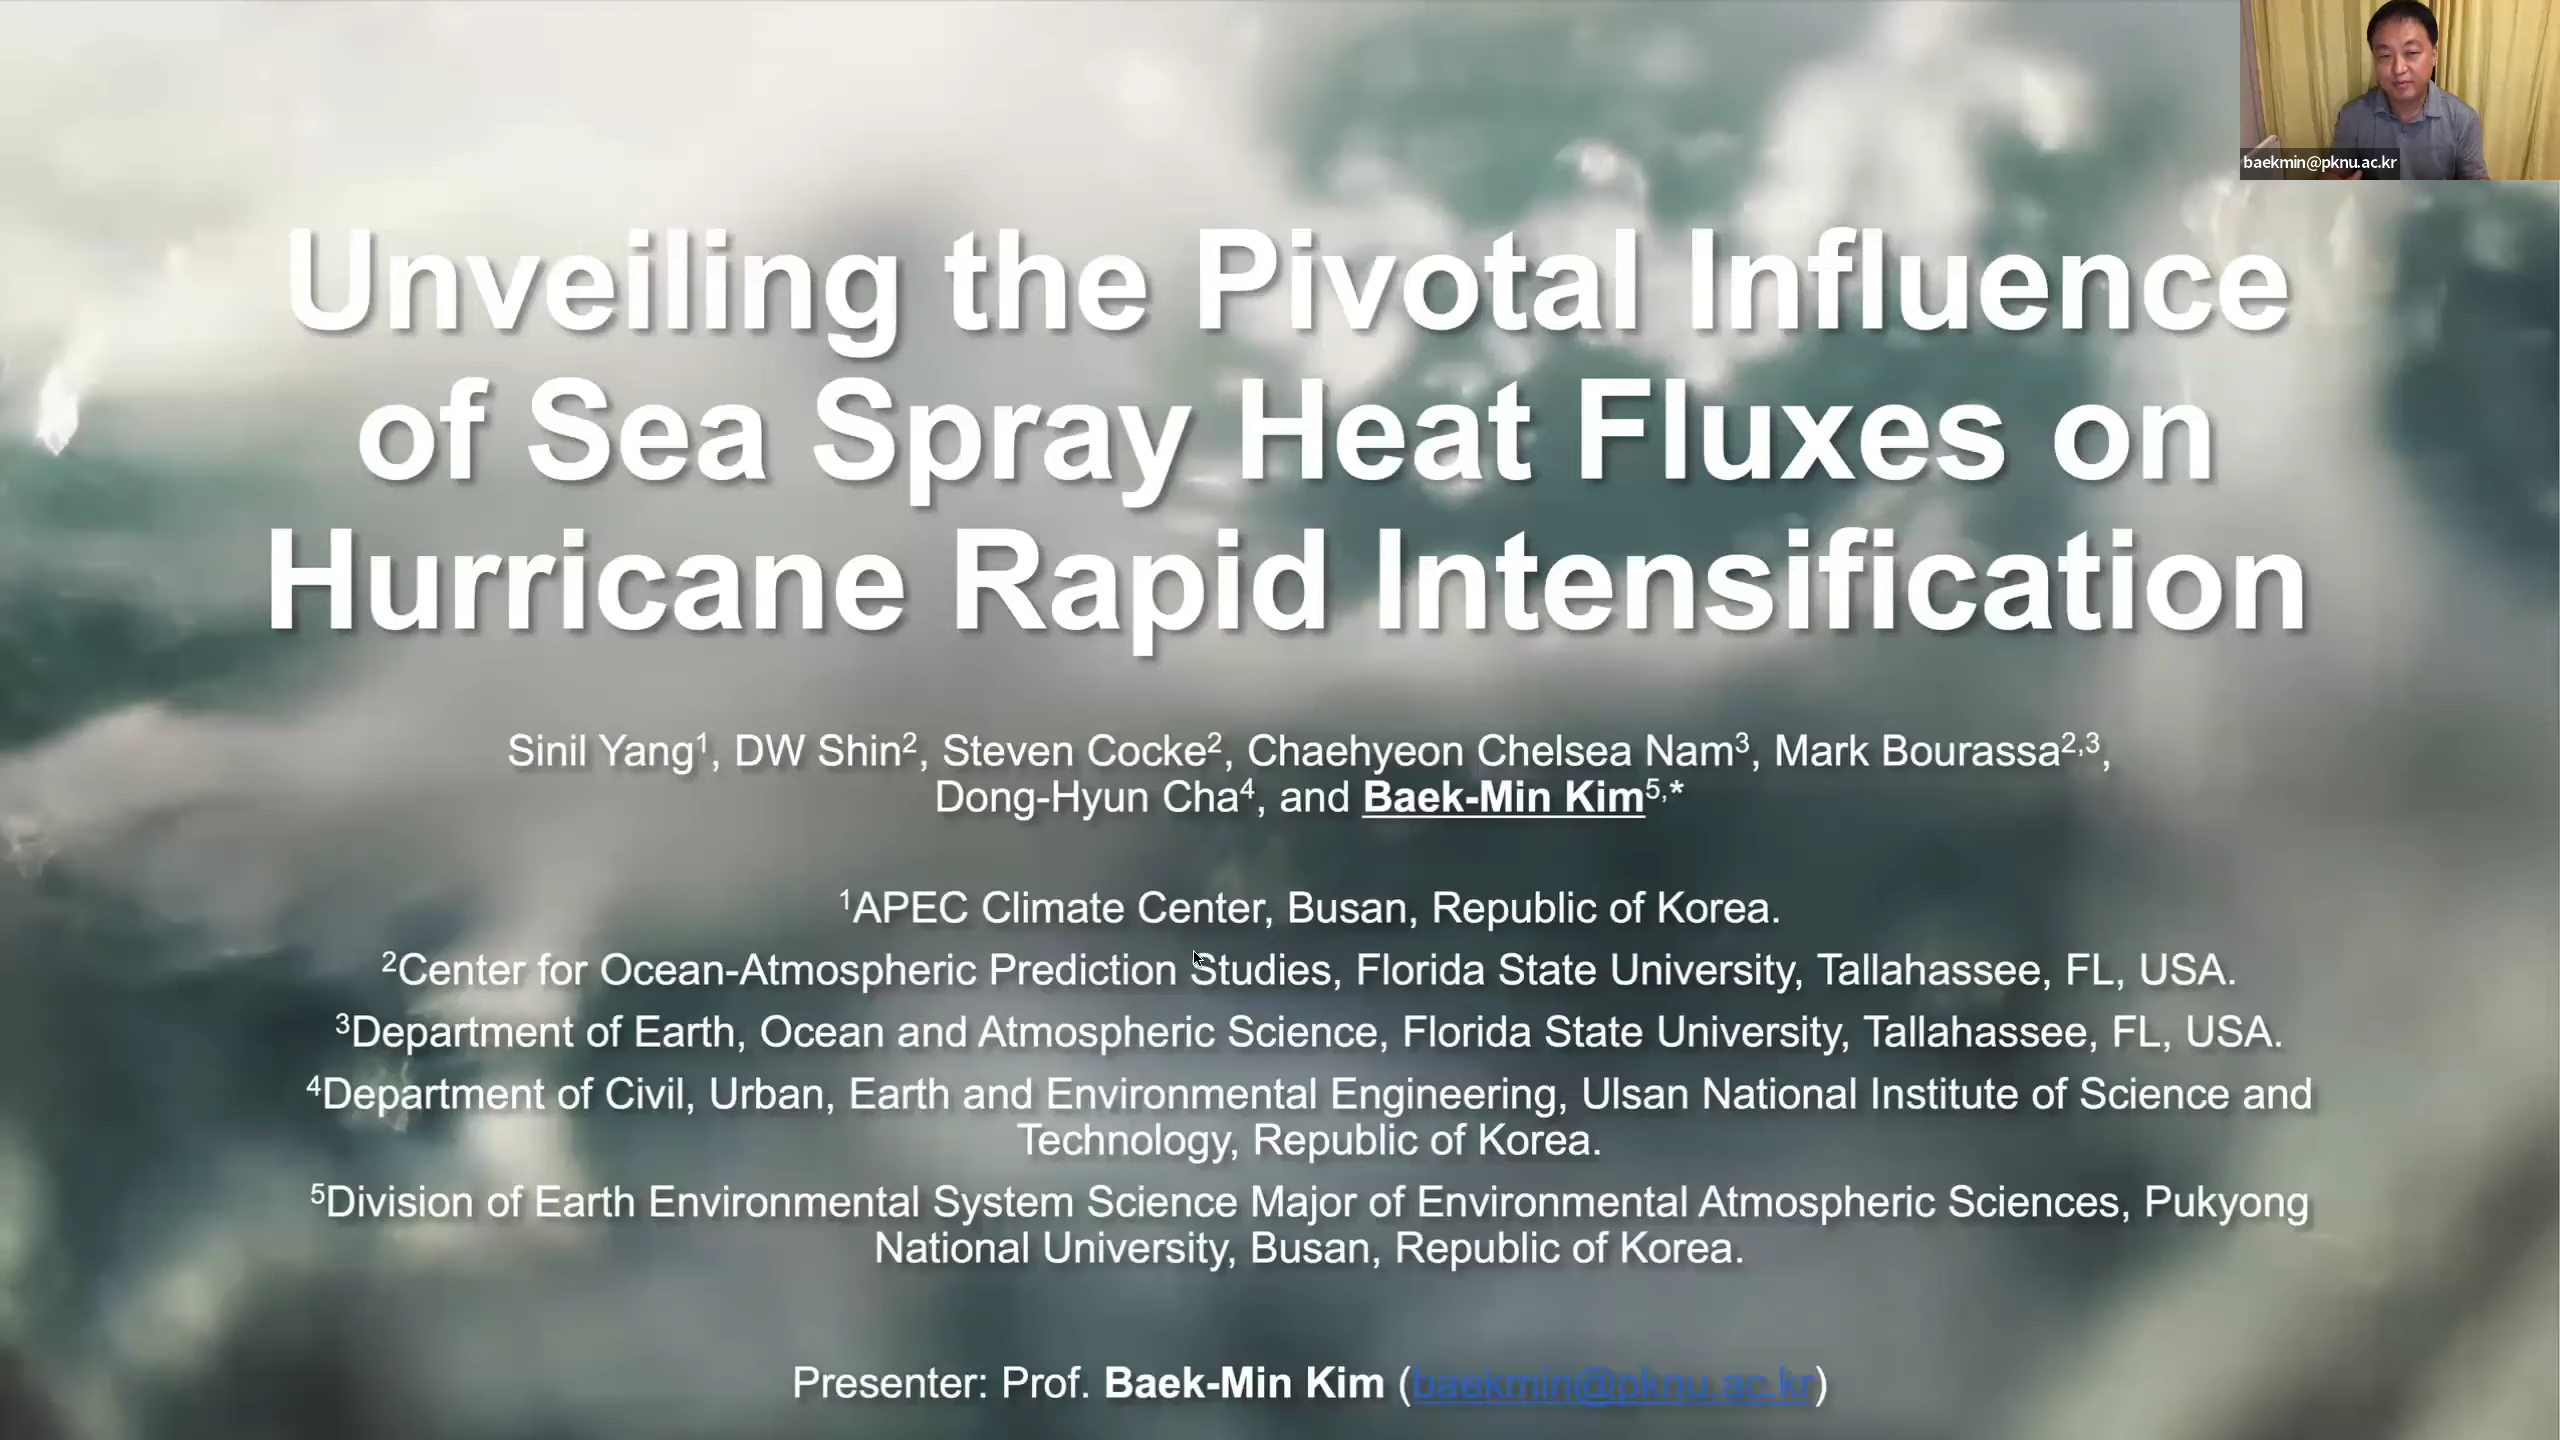 baekmin@pknu.ac.kr
Unveiling the Pivotal Influence
of Sea Spray Heat Fluxes on
Hurricane Rapid Intensification
Sinil Yang¹, DW Shin², Steven Cocke², Chaehyeon Chelsea Nam³, Mark Bourassa²,³,
Dong-Hyun Cha⁴, and Baek-Min Kim⁵,*
¹APEC Climate Center, Busan, Republic of Korea.
²Center for Ocean-Atmospheric Prediction Studies, Florida State University, Tallahassee, FL, USA.
³Department of Earth, Ocean and Atmospheric Science, Florida State University, Tallahassee, FL, USA.
⁴Department of Civil, Urban, Earth and Environmental Engineering, Ulsan National Institute of Science and
Technology, Republic of Korea.
⁵Division of Earth Environmental System Science Major of Environmental Atmospheric Sciences, Pukyong
National University, Busan, Republic of Korea.
Presenter: Prof. Baek-Min Kim (baekmin@pknu.ac.kr)